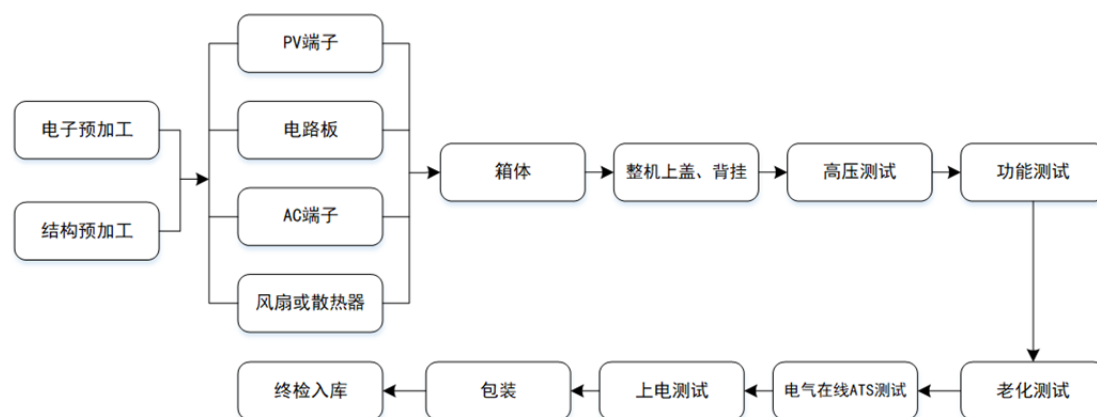 电子预加工
结构预加工
PV端子
电路板
AC端子
风扇或散热器
箱体
整机上盖、背挂
高压测试
功能测试
老化测试
电气在线ATS测试
上电测试
包装
终检入库